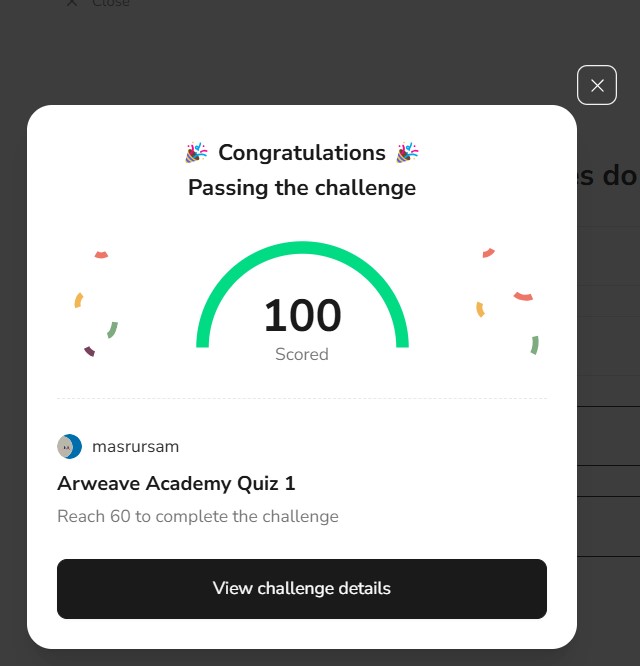 Close
es do
Congratulations
Passing the challenge
100
Scored
masrursam
Arweave Academy Quiz 1
Reach 60 to complete the challenge
View challenge details